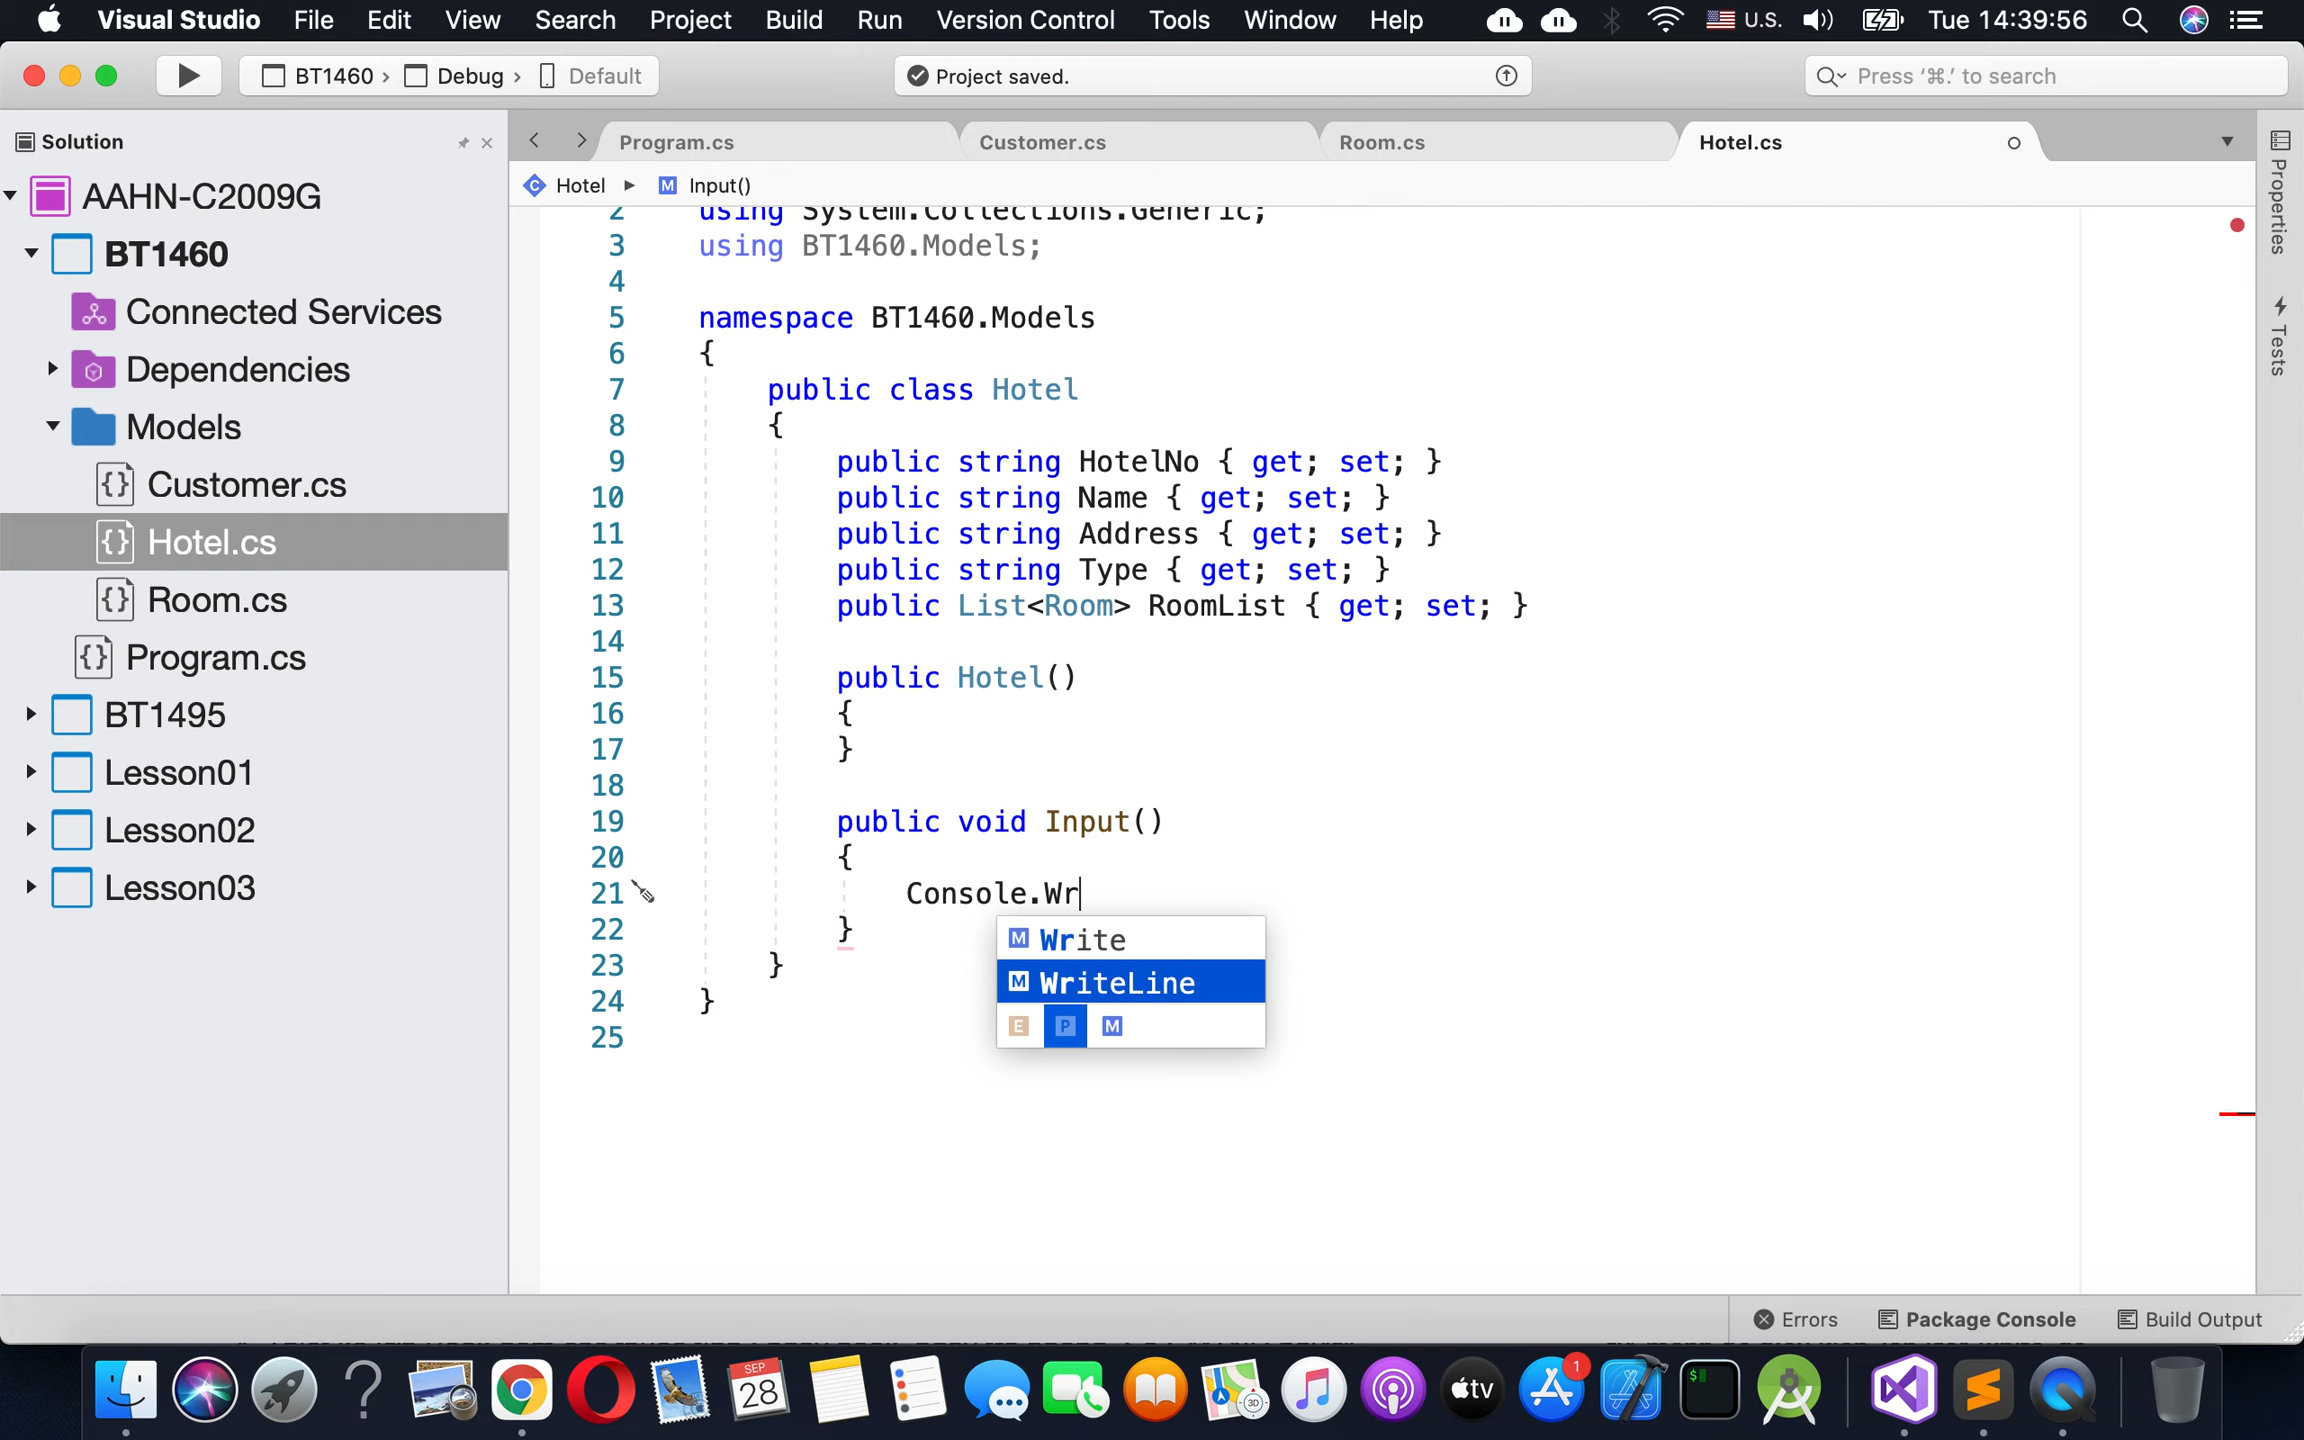 Visual Studio File Edit View Search Project Build Run Version Control Tools Window Help U.S. Tue 14:39:56
BT1460 › Debug › Default
Project saved.
Press ‘⌘.’ to search
Solution
AAHN-C2009G
BT1460
Connected Services
Dependencies
Models
Customer.cs
Hotel.cs
Room.cs
Program.cs
BT1495
Lesson01
Lesson02
Lesson03
Program.cs Customer.cs Room.cs Hotel.cs
Hotel ▶ M Input()
2 using System.Collections.Generic;
3 using BT1460.Models;
4
5 namespace BT1460.Models
6 {
7 public class Hotel
8 {
9 public string HotelNo { get; set; }
10 public string Name { get; set; }
11 public string Address { get; set; }
12 public string Type { get; set; }
13 public List<Room> RoomList { get; set; }
14
15 public Hotel()
16 {
17 }
18
19 public void Input()
20 {
21 Console.Wr
22 }
23 }
24 }
25
M Write
M WriteLine
E P M
Properties
Tests
Errors Package Console Build Output
SEP
28
3D
tv
1
$